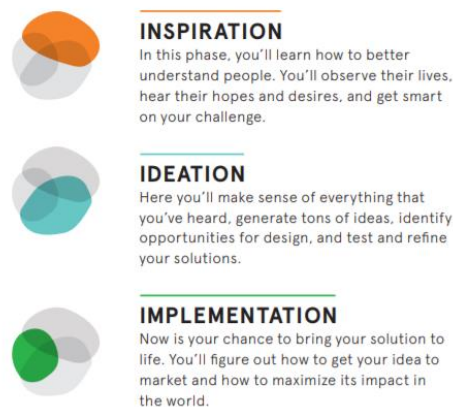 INSPIRATION
In this phase, you'll learn how to better
understand people. You'll observe their lives,
hear their hopes and desires, and get smart
on your challenge.
IDEATION
Here you'll make sense of everything that
you've heard, generate tons of ideas, identify
opportunities for design, and test and refine
your solutions.
IMPLEMENTATION
Now is your chance to bring your solution to
life. You'll figure out how to get your idea to
market and how to maximize its impact in
the world.